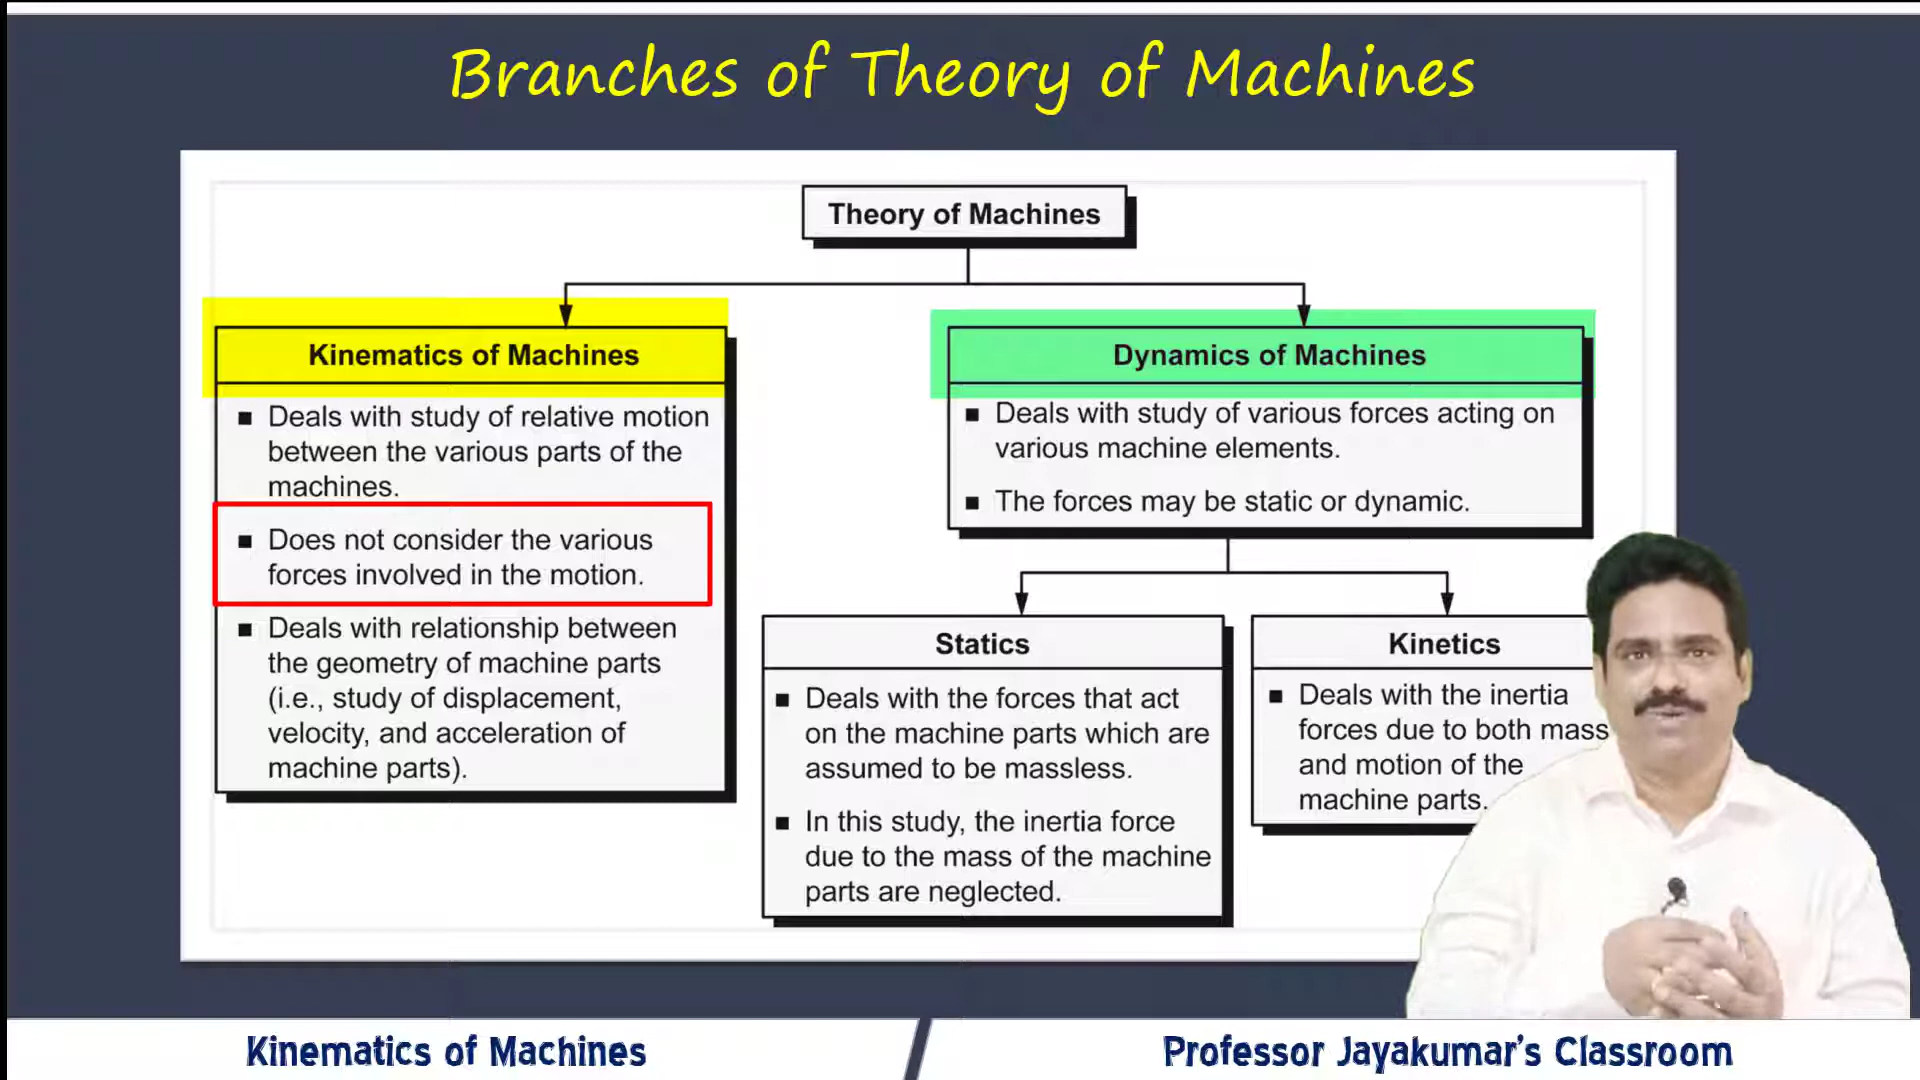 Branches of Theory of Machines
Theory of Machines
Kinematics of Machines
■ Deals with study of relative motion
between the various parts of the
machines.
■ Does not consider the various
forces involved in the motion.
■ Deals with relationship between
the geometry of machine parts
(i.e., study of displacement,
velocity, and acceleration of
machine parts).
Dynamics of Machines
■ Deals with study of various forces acting on
various machine elements.
■ The forces may be static or dynamic.
Statics
■ Deals with the forces that act
on the machine parts which are
assumed to be massless.
■ In this study, the inertia force
due to the mass of the machine
parts are neglected.
Kinetics
■ Deals with the inertia
forces due to both mass
and motion of the
machine parts.
Kinematics of Machines
Professor Jayakumar's Classroom